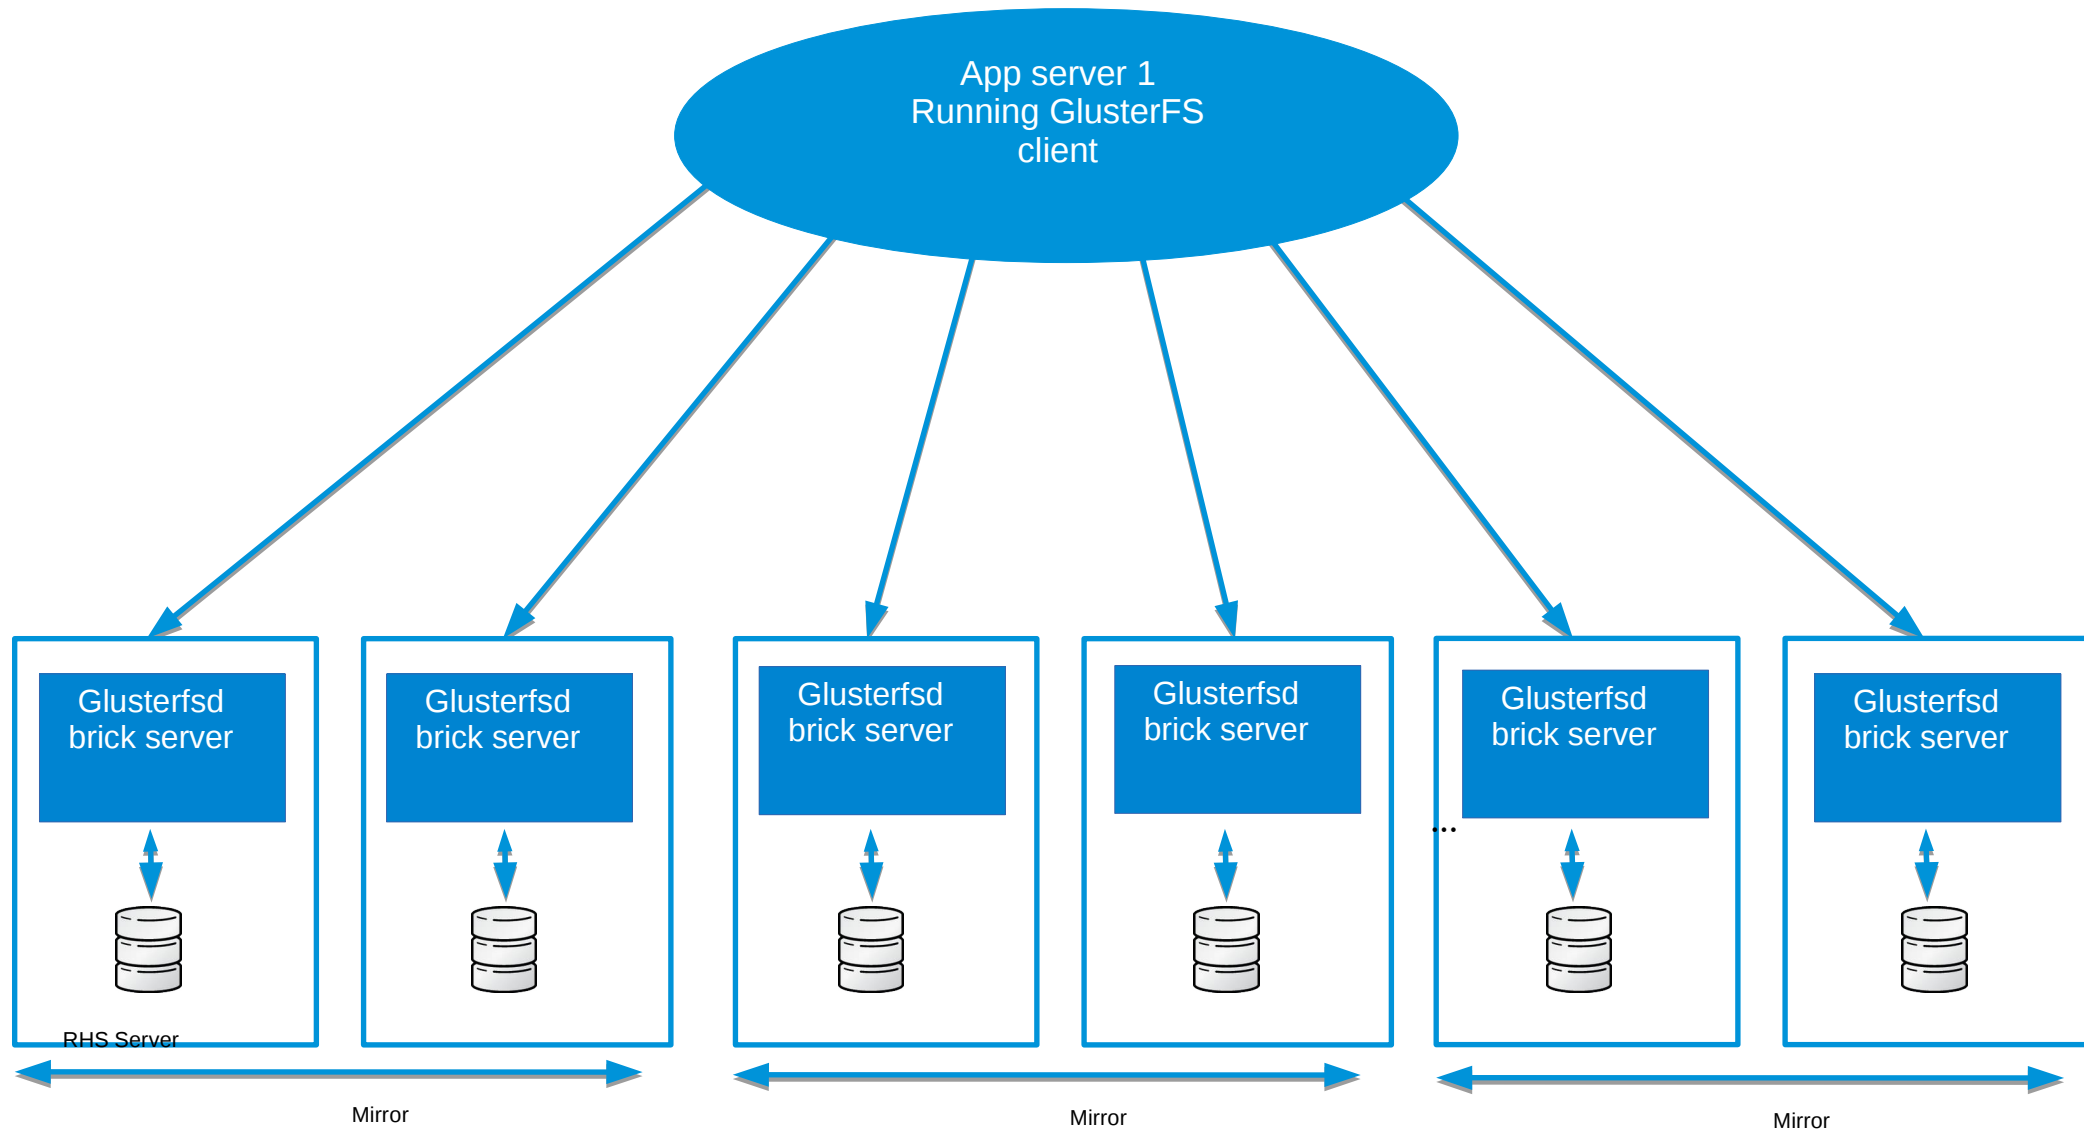 App server 1
Running GlusterFS
client
Glusterfsd
brick server
Glusterfsd
brick server
Glusterfsd
brick server
Glusterfsd
brick server
Glusterfsd
brick server
Glusterfsd
brick server
...
RHS Server
Mirror
Mirror
Mirror